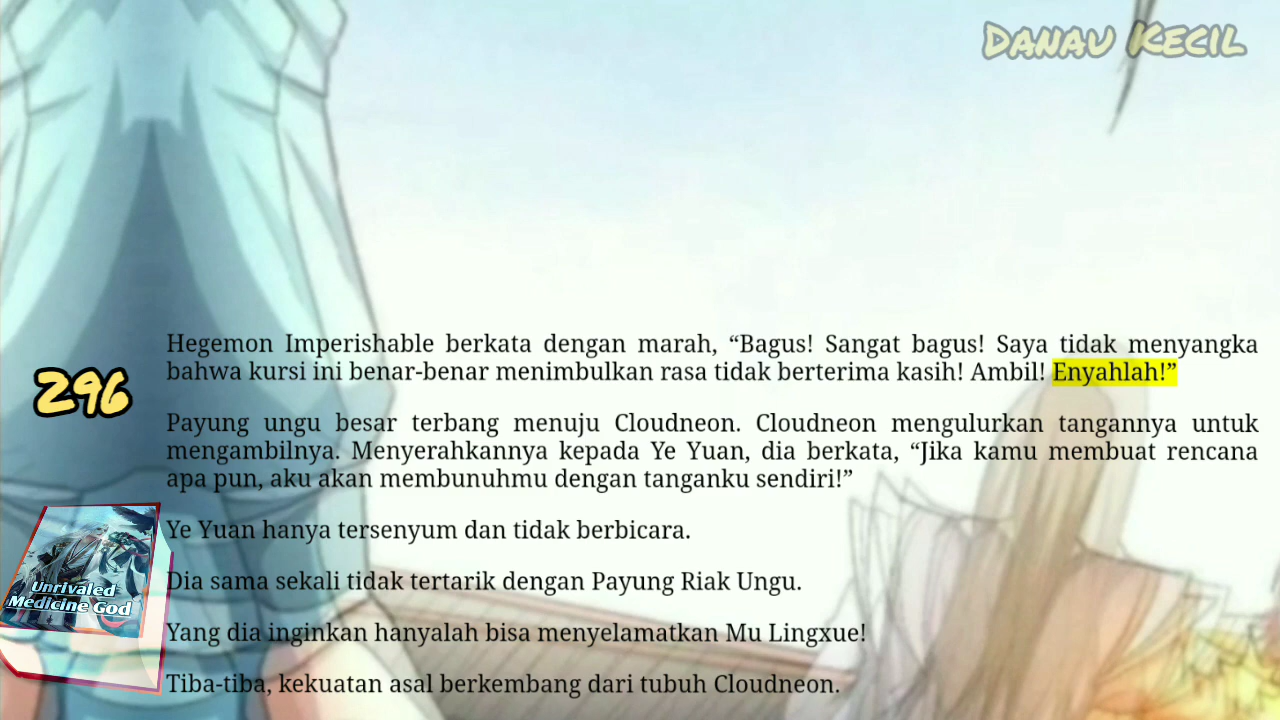 Danau Kecil
Hegemon Imperishable berkata dengan marah, “Bagus! Sangat bagus! Saya tidak menyangka
bahwa kursi ini benar-benar menimbulkan rasa tidak berterima kasih! Ambil! Enyahlah!”
296
Payung ungu besar terbang menuju Cloudneon. Cloudneon mengulurkan tangannya untuk
mengambilnya. Menyerahkannya kepada Ye Yuan, dia berkata, “Jika kamu membuat rencana
apa pun, aku akan membunuhmu dengan tanganku sendiri!”
Ye Yuan hanya tersenyum dan tidak berbicara.
Dia sama sekali tidak tertarik dengan Payung Riak Ungu.
Unrivaled
Medicine God
Yang dia inginkan hanyalah bisa menyelamatkan Mu Lingxue!
Tiba-tiba, kekuatan asal berkembang dari tubuh Cloudneon.